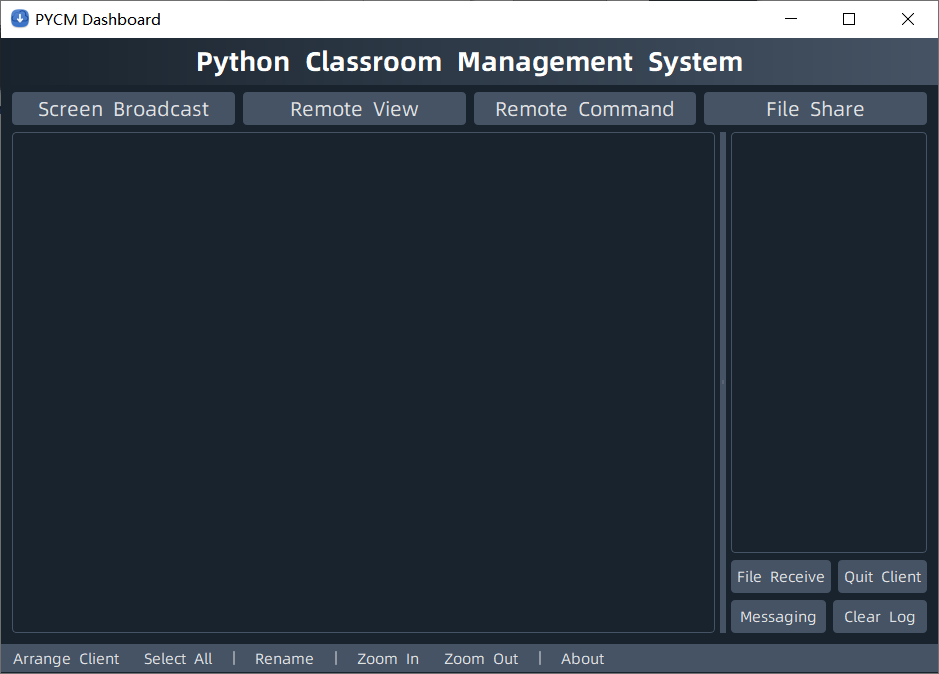 PYCM Dashboard
Python Classroom Management System
Screen Broadcast Remote View Remote Command File Share
File Receive Quit Client
Messaging Clear Log
Arrange Client Select All | Rename | Zoom In Zoom Out | About